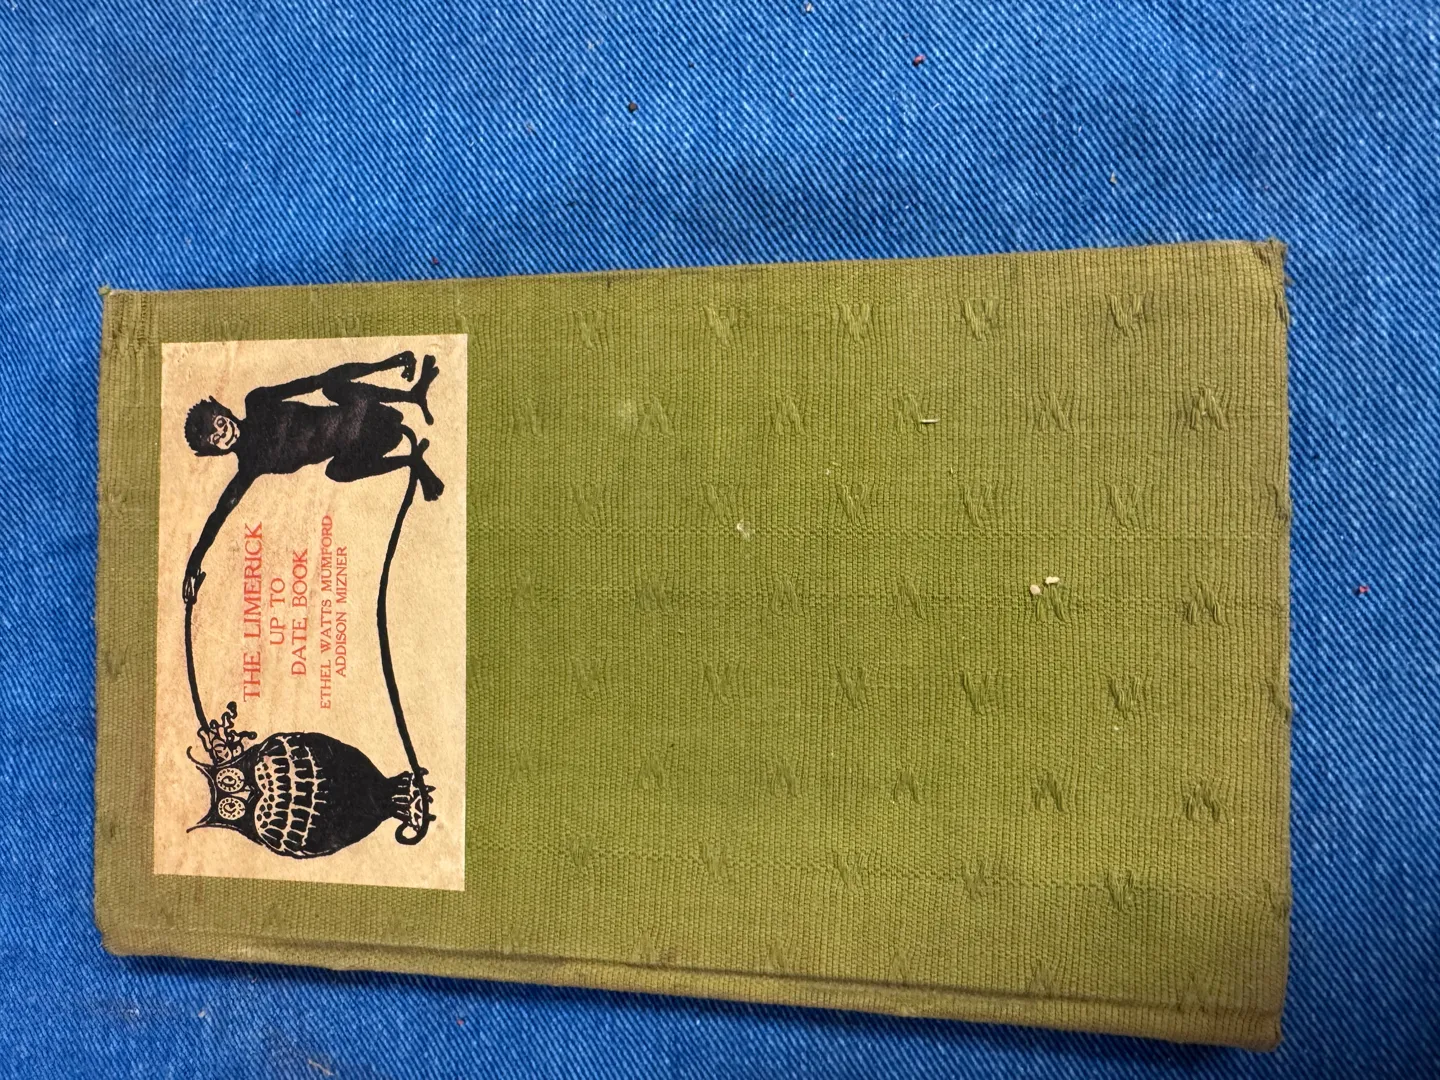 THE LIMERICK
UP TO
DATE BOOK
ETHEL WATTS MUMFORD
ADDISON MIZNER